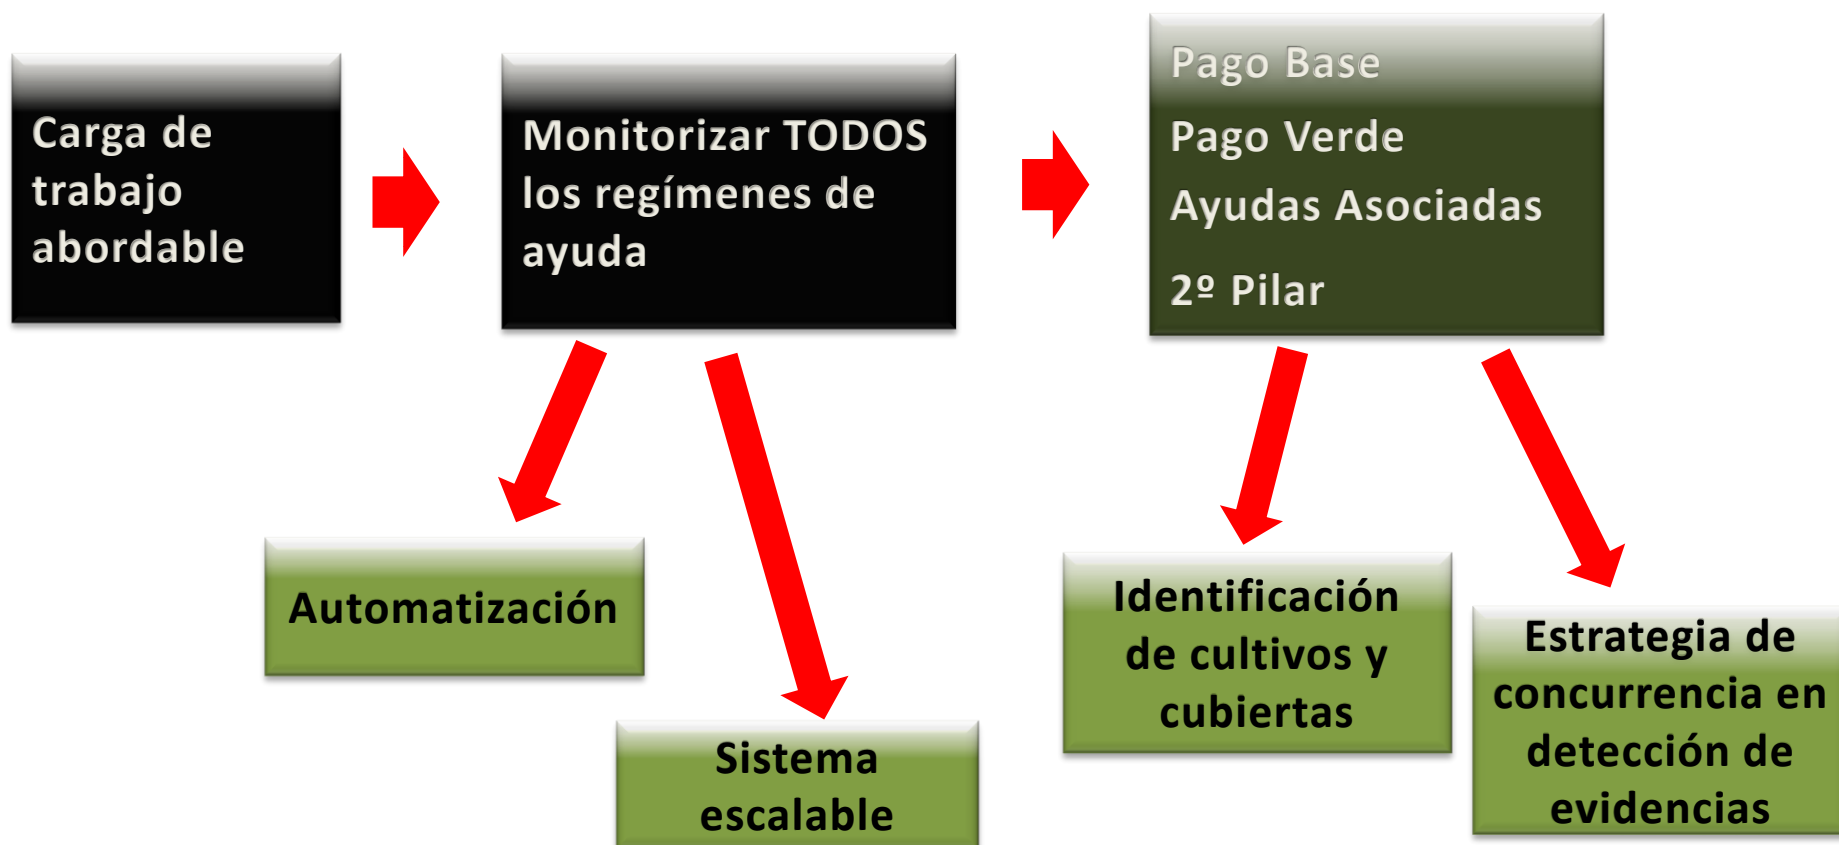 Carga de
trabajo
abordable
Monitorizar TODOS
los regímenes de
ayuda
Pago Base
Pago Verde
Ayudas Asociadas
2º Pilar
Automatización
Sistema
escalable
Identificación
de cultivos y
cubiertas
Estrategia de
concurrencia en
detección de
evidencias